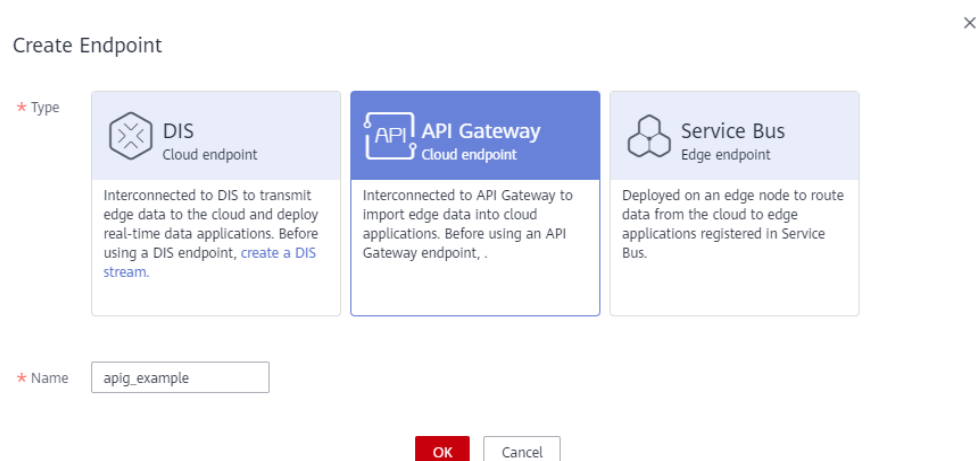 ×
Create Endpoint
* Type
DIS
Cloud endpoint
Interconnected to DIS to transmit
edge data to the cloud and deploy
real-time data applications. Before
using a DIS endpoint, create a DIS
stream.
API
API Gateway
Cloud endpoint
Interconnected to API Gateway to
import edge data into cloud
applications. Before using an API
Gateway endpoint, .
Service Bus
Edge endpoint
Deployed on an edge node to route
data from the cloud to edge
applications registered in Service
Bus.
* Name
apig_example
OK
Cancel